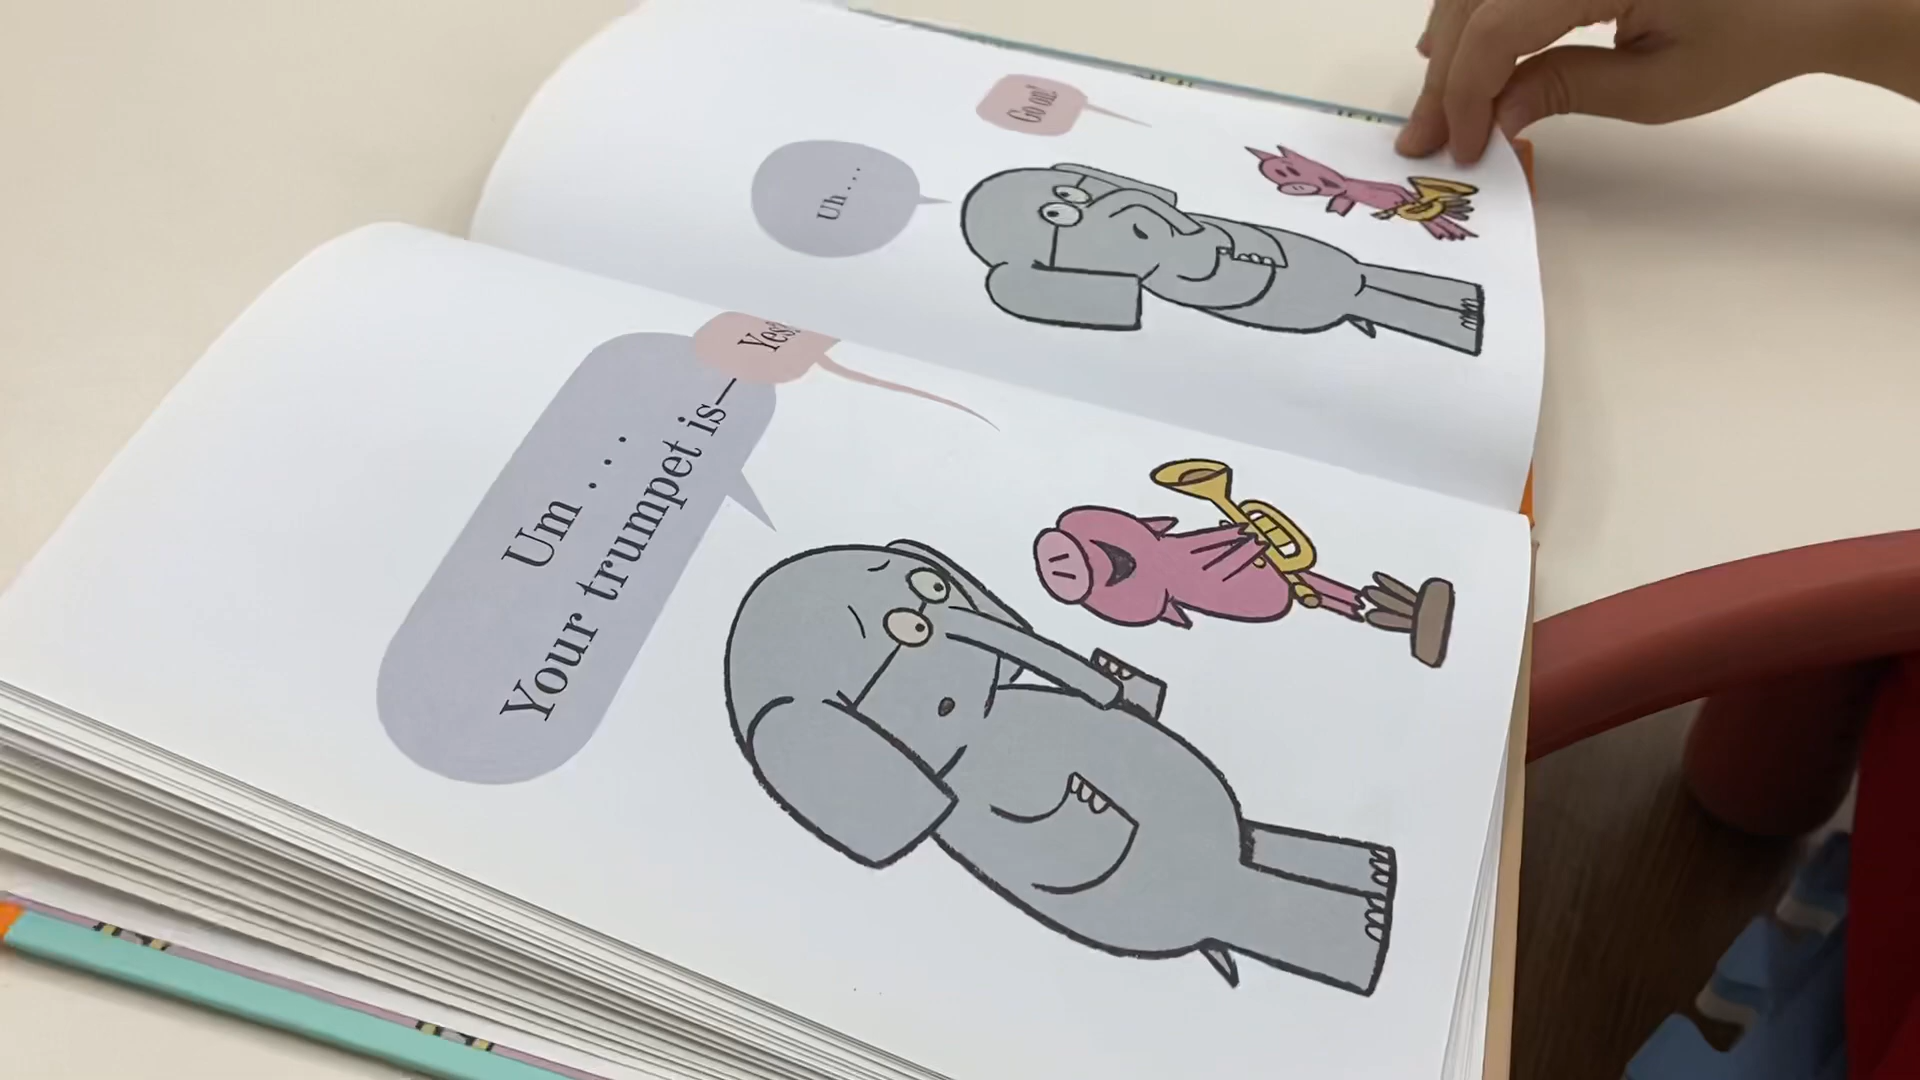 Um . . .
Your trumpet is—
Yes?
Uh . . .
Go on!